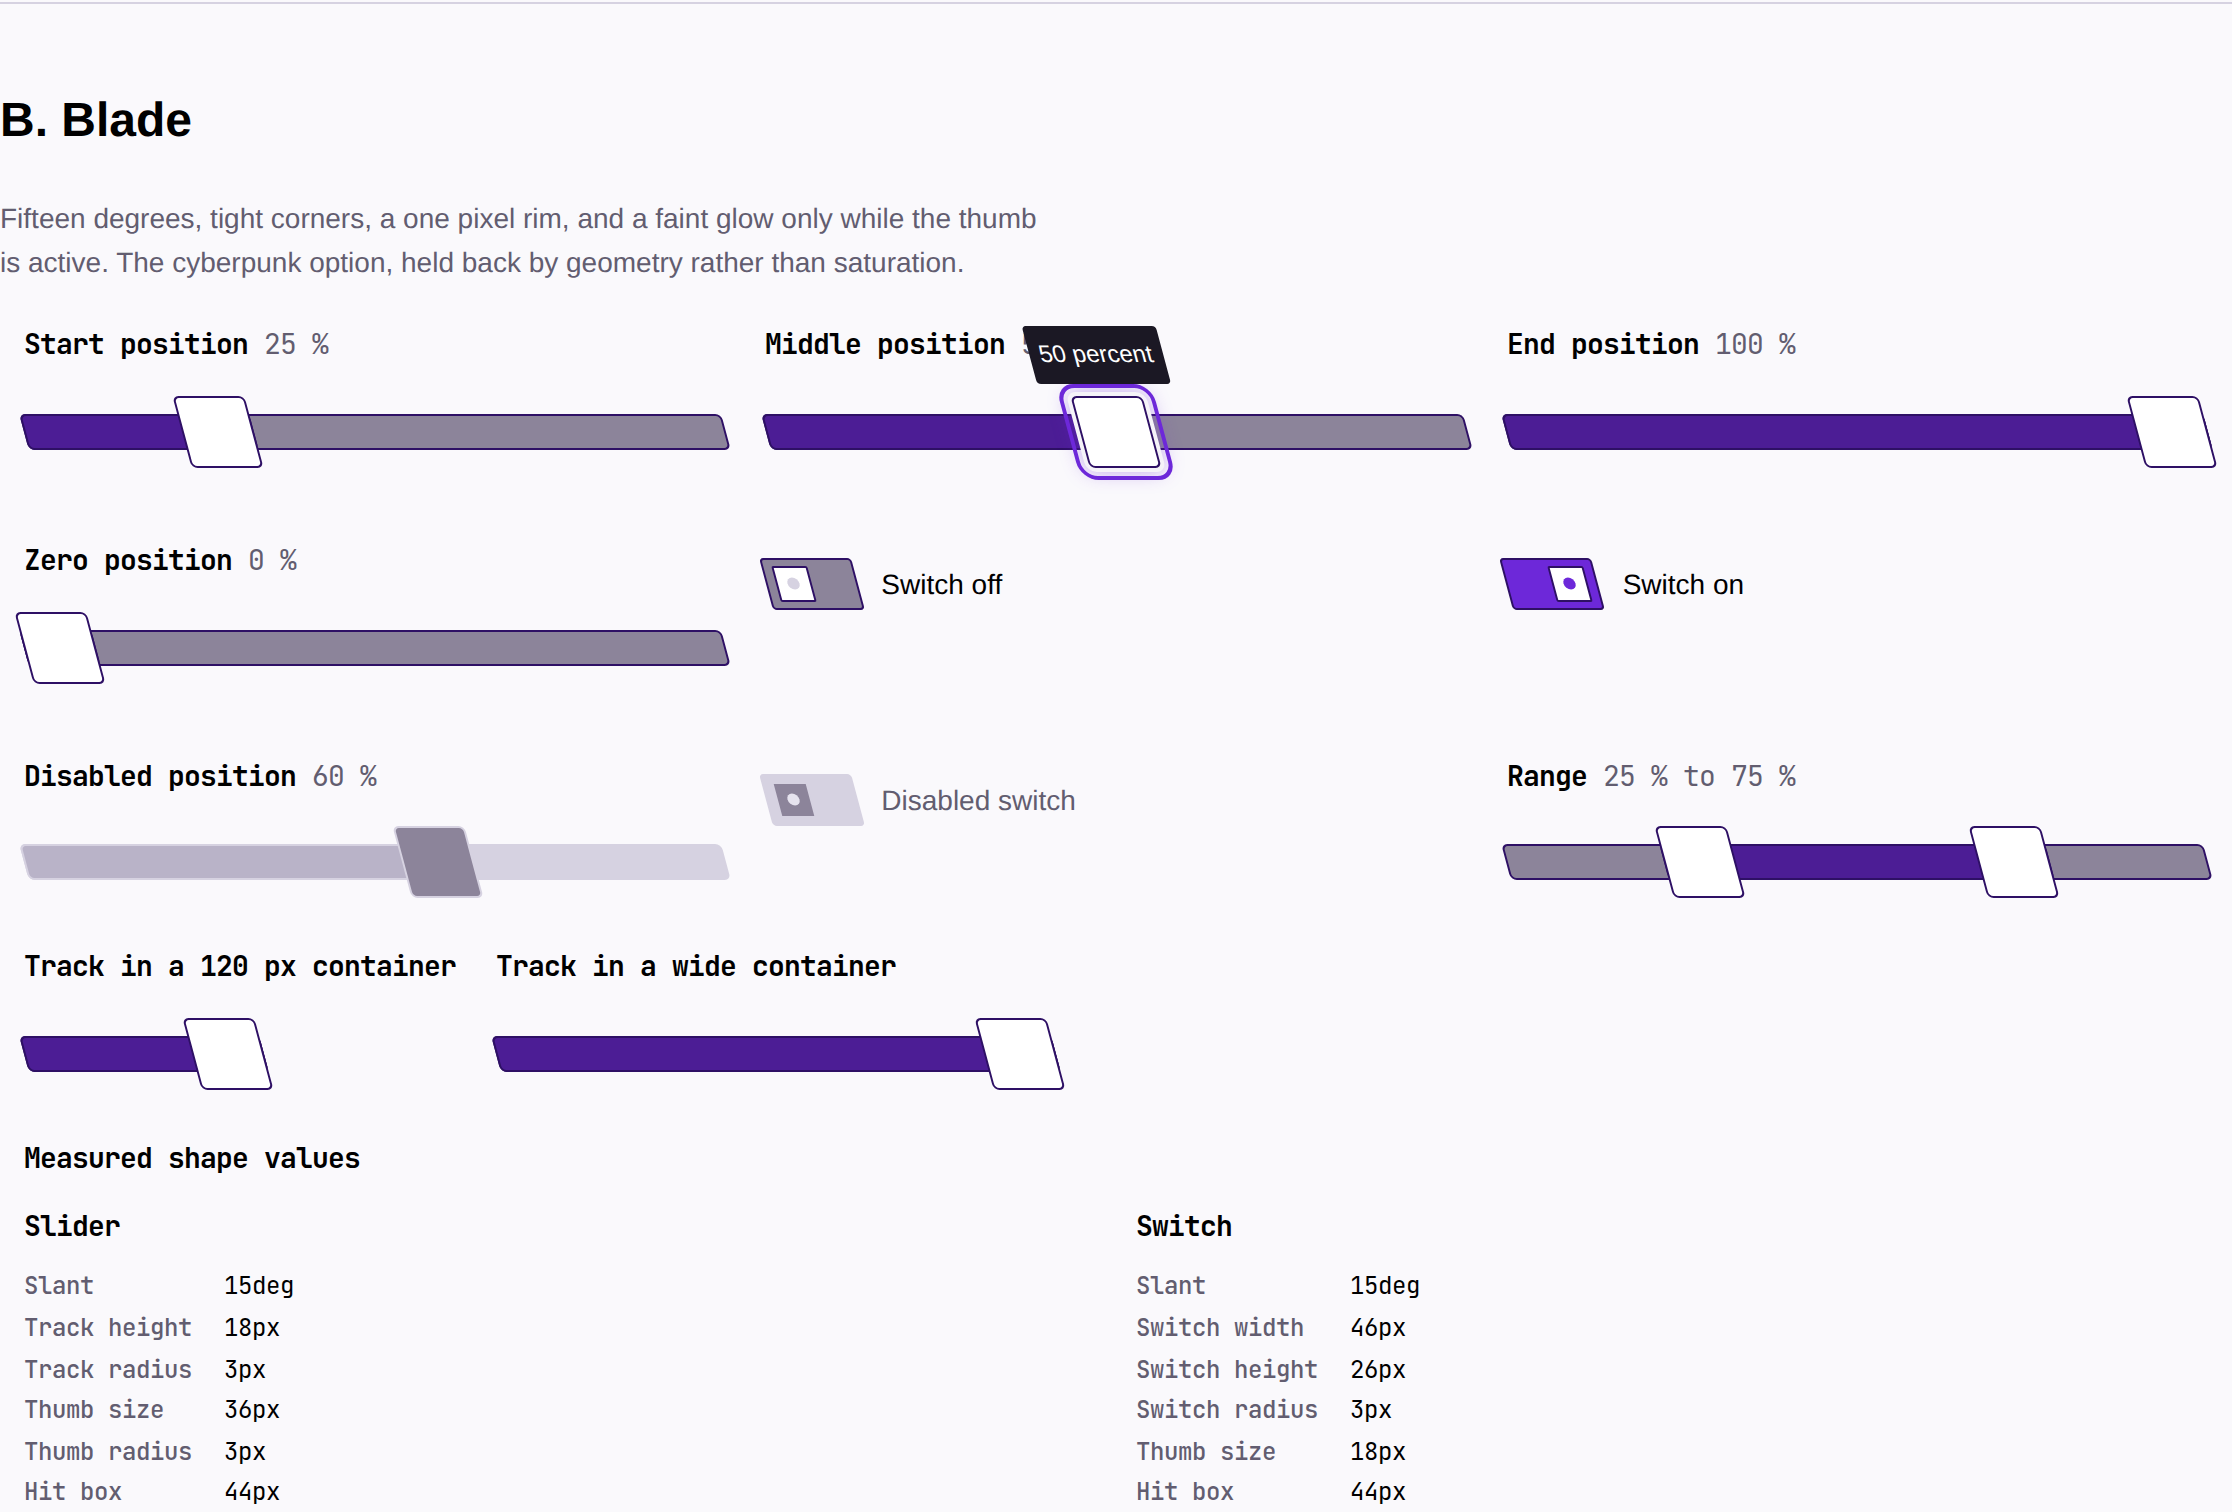 B. Blade
Fifteen degrees, tight corners, a one pixel rim, and a faint glow only while the thumb
is active. The cyberpunk option, held back by geometry rather than saturation.
Start position 25 %
Middle position
50 percent
End position 100 %
Zero position 0 %
Switch off
Switch on
Disabled position 60 %
Disabled switch
Range 25 % to 75 %
Track in a 120 px container
Track in a wide container
Measured shape values
Slider
Slant 15deg
Track height 18px
Track radius 3px
Thumb size 36px
Thumb radius 3px
Hit box 44px
Switch
Slant 15deg
Switch width 46px
Switch height 26px
Switch radius 3px
Thumb size 18px
Hit box 44px